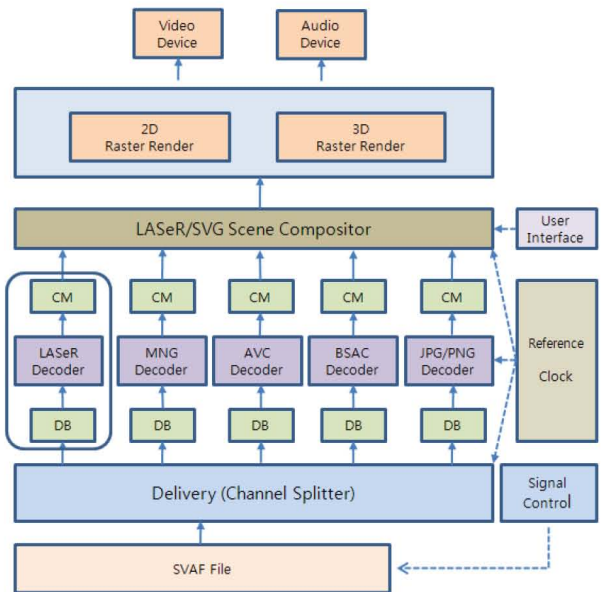 Video
Device
Audio
Device
2D
Raster Render
3D
Raster Render
LASeR/SVG Scene Compositor
User
Interface
CM
CM
CM
CM
CM
LASeR
Decoder
MNG
Decoder
AVC
Decoder
BSAC
Decoder
JPG/PNG
Decoder
Reference
Clock
DB
DB
DB
DB
DB
Delivery (Channel Splitter)
Signal
Control
SVAF File